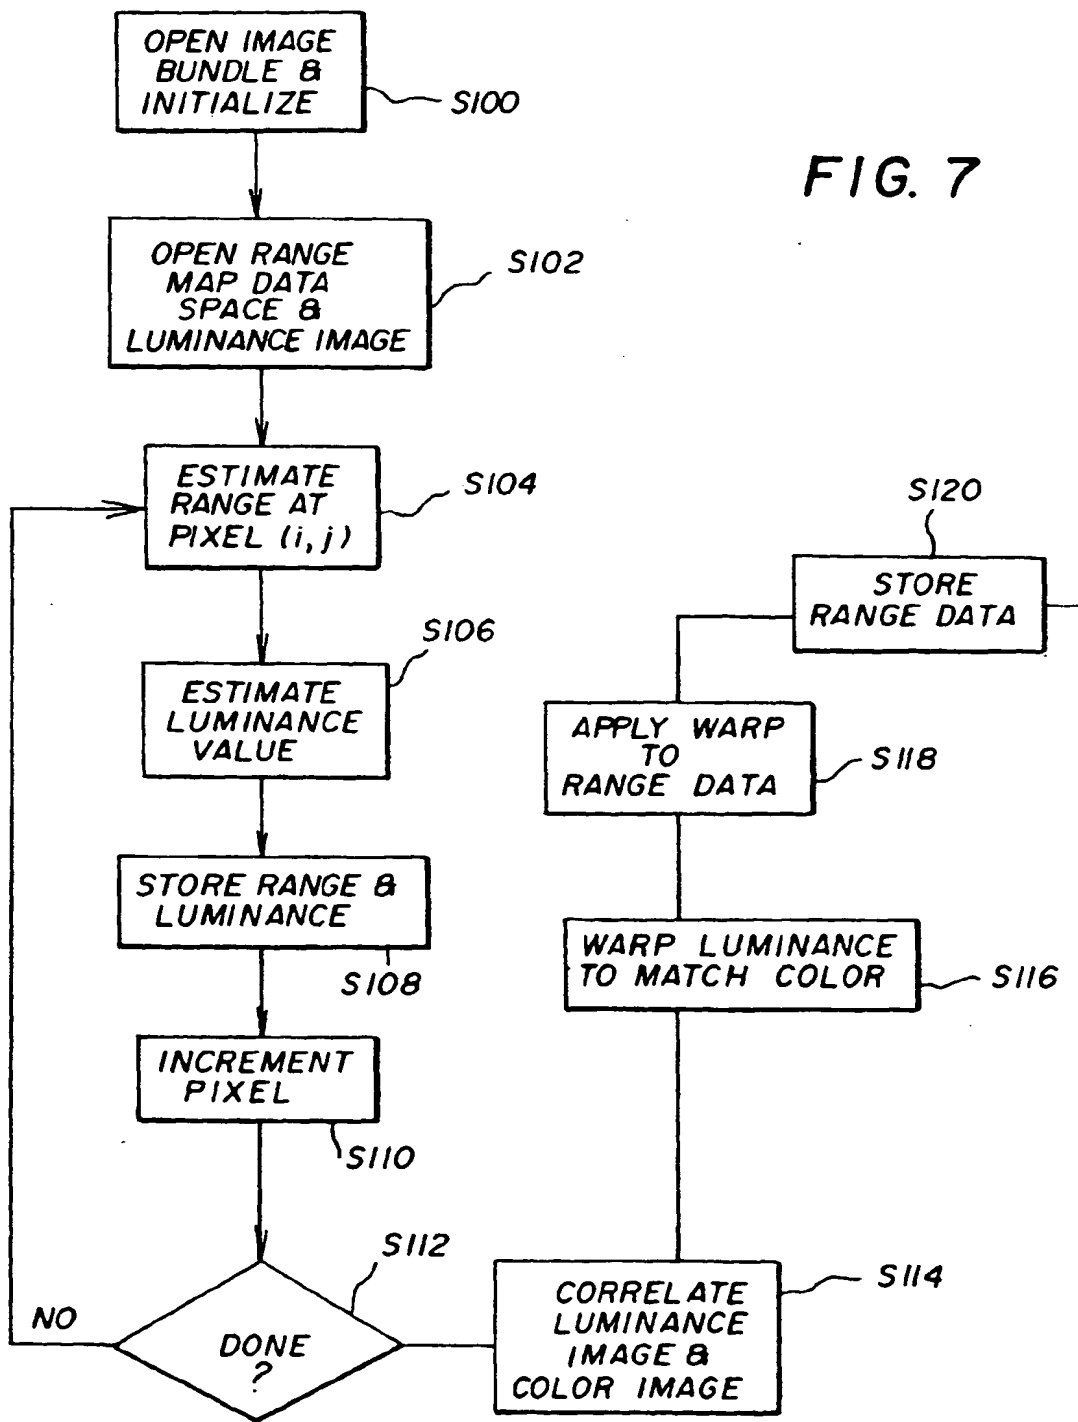 OPEN IMAGE
BUNDLE &
INITIALIZE
S100
FIG. 7
OPEN RANGE
MAP DATA
SPACE &
LUMINANCE IMAGE
S102
ESTIMATE
RANGE AT
PIXEL (i,j)
S104
S106
ESTIMATE
LUMINANCE
VALUE
STORE RANGE &
LUMINANCE
S108
INCREMENT
PIXEL
S110
S112
NO
DONE
?
CORRELATE
LUMINANCE
IMAGE &
COLOR IMAGE
S114
WARP LUMINANCE
TO MATCH COLOR
S116
APPLY WARP
TO
RANGE DATA
S118
S120
STORE
RANGE DATA